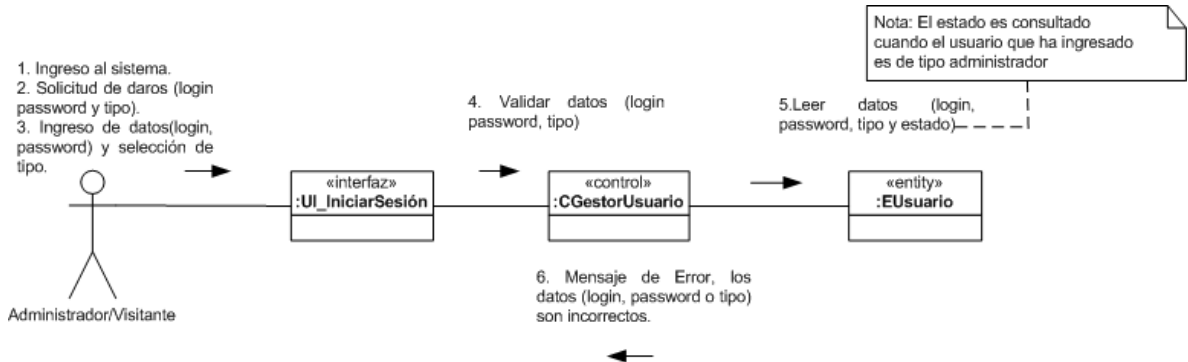 Nota: El estado es consultado
cuando el usuario que ha ingresado
es de tipo administrador
1. Ingreso al sistema.
2. Solicitud de daros (login
password y tipo).
3. Ingreso de datos(login,
password) y selección de
tipo.
4. Validar datos (login
password, tipo)
5.Leer datos (login,
password, tipo y estado)
«interfaz»
:UI_IniciarSesión
«control»
:CGestorUsuario
«entity»
:EUsuario
Administrador/Visitante
6. Mensaje de Error, los
datos (login, password o tipo)
son incorrectos.